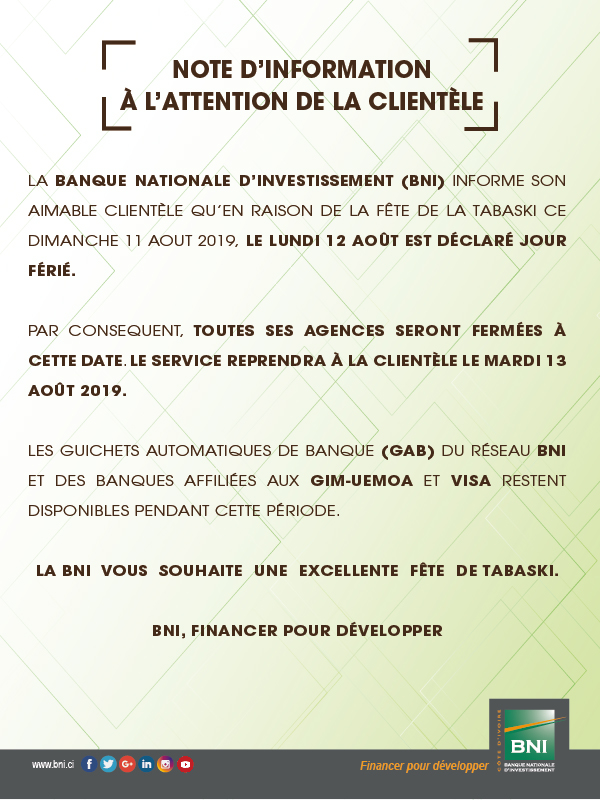 NOTE D'INFORMATION
À L'ATTENTION DE LA CLIENTÈLE
LA BANQUE NATIONALE D'INVESTISSEMENT (BNI) INFORME SON
AIMABLE CLIENTÈLE QU'EN RAISON DE LA FÊTE DE LA TABASKI CE
DIMANCHE 11 AOUT 2019, LE LUNDI 12 AOÛT EST DÉCLARÉ JOUR
FÉRIÉ.
PAR CONSEQUENT, TOUTES SES AGENCES SERONT FERMÉES À
CETTE DATE. LE SERVICE REPRENDRA À LA CLIENTÈLE LE MARDI 13
AOÛT 2019.
LES GUICHETS AUTOMATIQUES DE BANQUE (GAB) DU RÉSEAU BNI
ET DES BANQUES AFFILIÉES AUX GIM-UEMOA ET VISA RESTENT
DISPONIBLES PENDANT CETTE PÉRIODE.
LA BNI VOUS SOUHAITE UNE EXCELLENTE FÊTE DE TABASKI.
BNI, FINANCER POUR DÉVELOPPER
www.bni.ci
Financer pour développer
CÔTE D'IVOIRE
BNI
BANQUE NATIONALE
D'INVESTISSEMENT